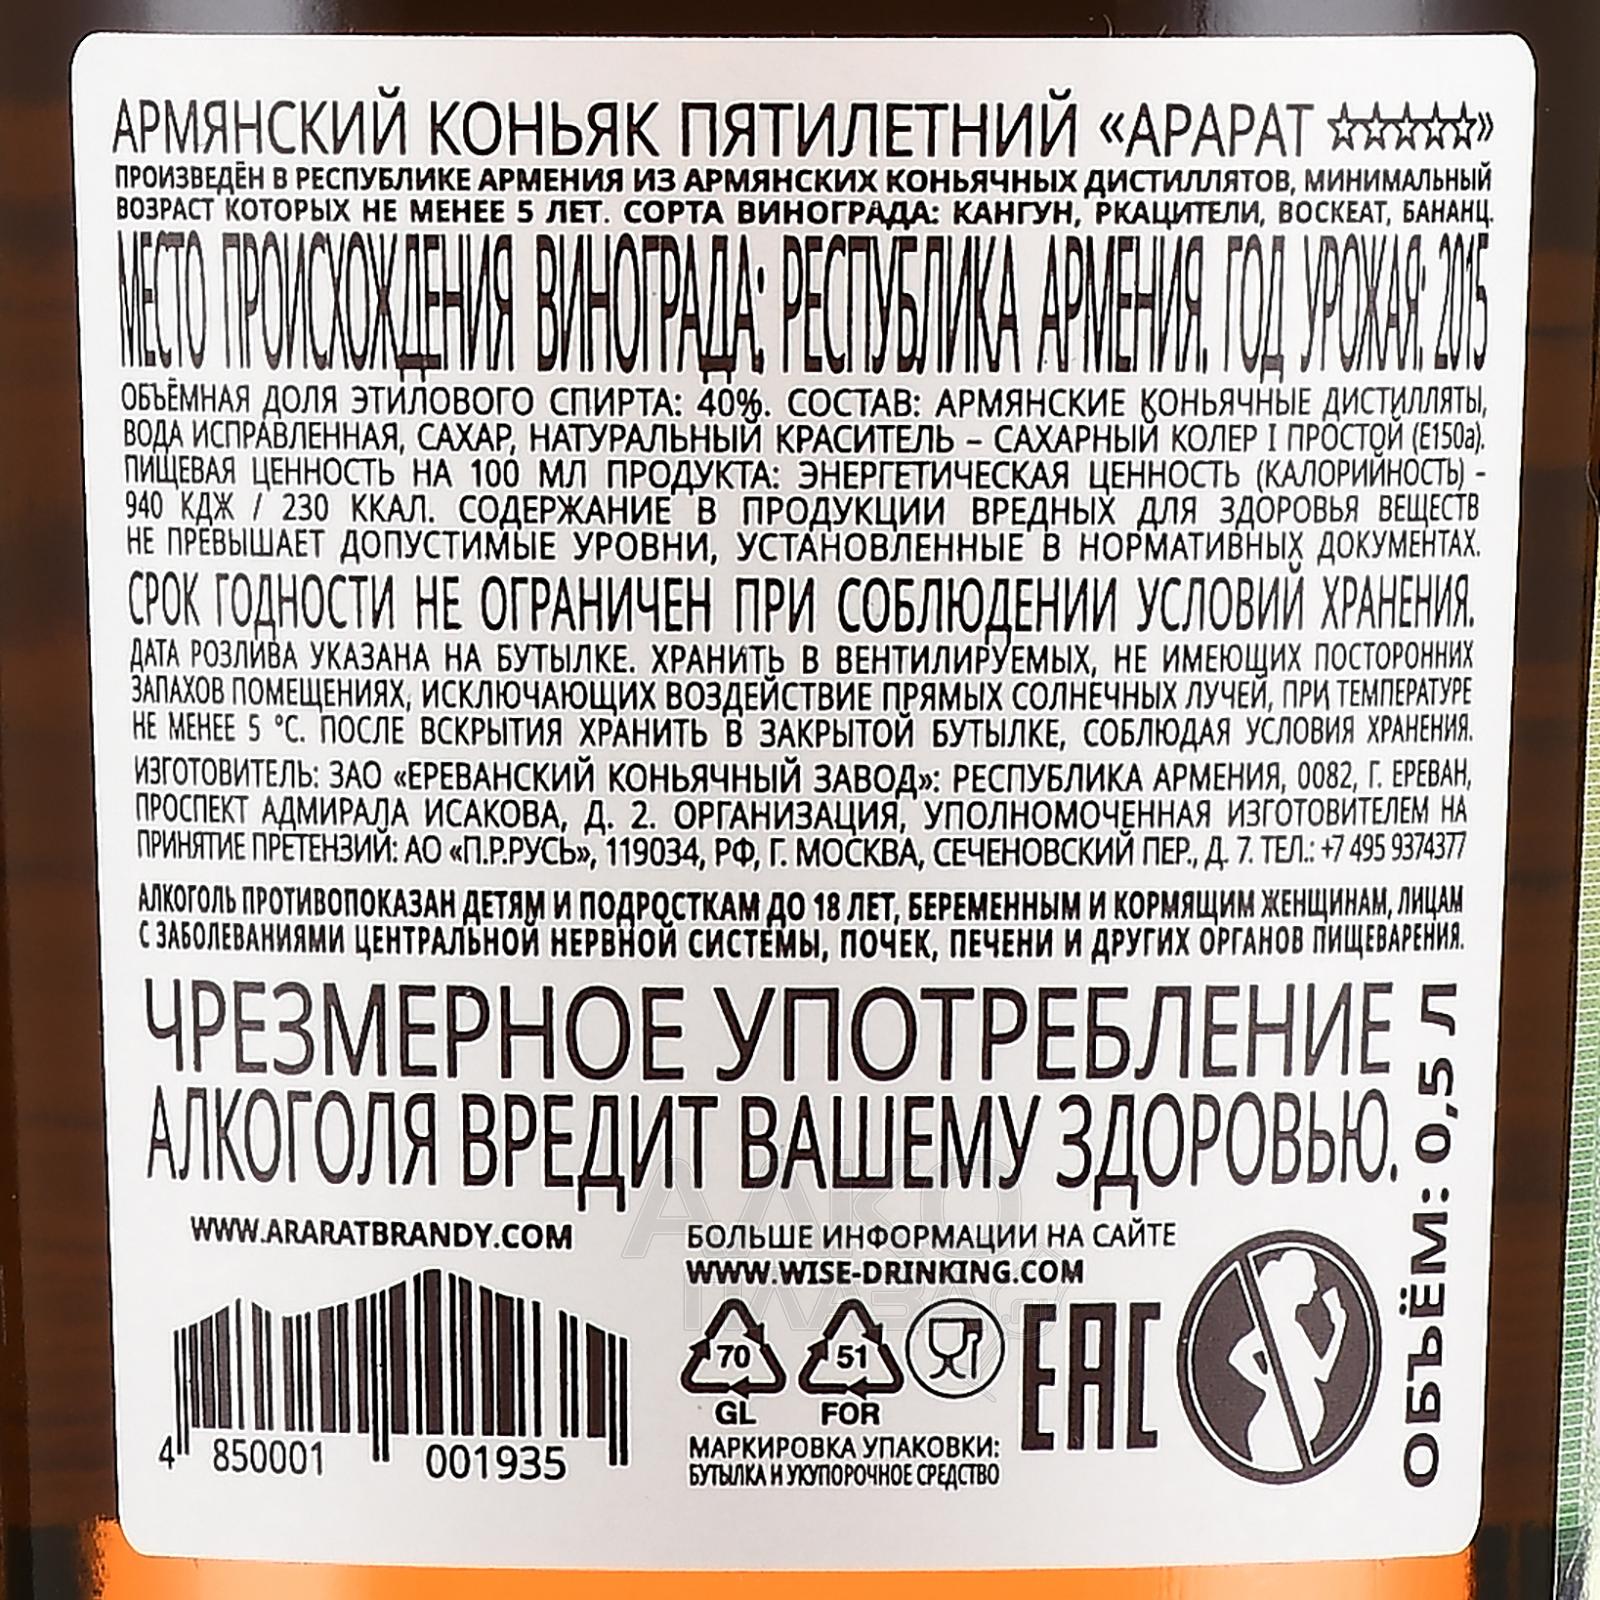 АРМЯНСКИЙ КОНЬЯК ПЯТИЛЕТНИЙ «АРАРАТ ☆☆☆☆☆»
ПРОИЗВЕДЁН В РЕСПУБЛИКЕ АРМЕНИЯ ИЗ АРМЯНСКИХ КОНЬЯЧНЫХ ДИСТИЛЛЯТОВ, МИНИМАЛЬНЫЙ
ВОЗРАСТ КОТОРЫХ НЕ МЕНЕЕ 5 ЛЕТ. СОРТА ВИНОГРАДА: КАНГУН, РКАЦИТЕЛИ, ВОСКЕАТ, БАНАНЦ.
МЕСТО ПРОИСХОЖДЕНИЯ ВИНОГРАДА: РЕСПУБЛИКА АРМЕНИЯ. ГОД УРОЖАЯ: 2015
ОБЪЁМНАЯ ДОЛЯ ЭТИЛОВОГО СПИРТА: 40%. СОСТАВ: АРМЯНСКИЕ КОНЬЯЧНЫЕ ДИСТИЛЛЯТЫ,
ВОДА ИСПРАВЛЕННАЯ, САХАР, НАТУРАЛЬНЫЙ КРАСИТЕЛЬ – САХАРНЫЙ КОЛЕР I ПРОСТОЙ (Е150а).
ПИЩЕВАЯ ЦЕННОСТЬ НА 100 МЛ ПРОДУКТА: ЭНЕРГЕТИЧЕСКАЯ ЦЕННОСТЬ (КАЛОРИЙНОСТЬ) -
940 КДЖ / 230 ККАЛ. СОДЕРЖАНИЕ В ПРОДУКЦИИ ВРЕДНЫХ ДЛЯ ЗДОРОВЬЯ ВЕЩЕСТВ
НЕ ПРЕВЫШАЕТ ДОПУСТИМЫЕ УРОВНИ, УСТАНОВЛЕННЫЕ В НОРМАТИВНЫХ ДОКУМЕНТАХ.
СРОК ГОДНОСТИ НЕ ОГРАНИЧЕН ПРИ СОБЛЮДЕНИИ УСЛОВИЙ ХРАНЕНИЯ.
ДАТА РОЗЛИВА УКАЗАНА НА БУТЫЛКЕ. ХРАНИТЬ В ВЕНТИЛИРУЕМЫХ, НЕ ИМЕЮЩИХ ПОСТОРОННИХ
ЗАПАХОВ ПОМЕЩЕНИЯХ, ИСКЛЮЧАЮЩИХ ВОЗДЕЙСТВИЕ ПРЯМЫХ СОЛНЕЧНЫХ ЛУЧЕЙ, ПРИ ТЕМПЕРАТУРЕ
НЕ МЕНЕЕ 5 °С. ПОСЛЕ ВСКРЫТИЯ ХРАНИТЬ В ЗАКРЫТОЙ БУТЫЛКЕ, СОБЛЮДАЯ УСЛОВИЯ ХРАНЕНИЯ.
ИЗГОТОВИТЕЛЬ: ЗАО «ЕРЕВАНСКИЙ КОНЬЯЧНЫЙ ЗАВОД»: РЕСПУБЛИКА АРМЕНИЯ, 0082, Г. ЕРЕВАН,
ПРОСПЕКТ АДМИРАЛА ИСАКОВА, Д. 2. ОРГАНИЗАЦИЯ, УПОЛНОМОЧЕННАЯ ИЗГОТОВИТЕЛЕМ НА
ПРИНЯТИЕ ПРЕТЕНЗИЙ: АО «П.Р.РУСЬ», 119034, РФ, Г. МОСКВА, СЕЧЕНОВСКИЙ ПЕР., Д. 7. ТЕЛ.: +7 495 9374377
АЛКОГОЛЬ ПРОТИВОПОКАЗАН ДЕТЯМ И ПОДРОСТКАМ ДО 18 ЛЕТ, БЕРЕМЕННЫМ И КОРМЯЩИМ ЖЕНЩИНАМ, ЛИЦАМ
С ЗАБОЛЕВАНИЯМИ ЦЕНТРАЛЬНОЙ НЕРВНОЙ СИСТЕМЫ, ПОЧЕК, ПЕЧЕНИ И ДРУГИХ ОРГАНОВ ПИЩЕВАРЕНИЯ.
ЧРЕЗМЕРНОЕ УПОТРЕБЛЕНИЕ
АЛКОГОЛЯ ВРЕДИТ ВАШЕМУ ЗДОРОВЬЮ.
ОБЪЁМ: 0,5 Л
WWW.ARARATBRANDY.COM
БОЛЬШЕ ИНФОРМАЦИИ НА САЙТЕ
WWW.WISE-DRINKING.COM
70
GL
51
FOR
EAC
МАРКИРОВКА УПАКОВКИ:
БУТЫЛКА И УКУПОРОЧНОЕ СРЕДСТВО
4 850001 001935